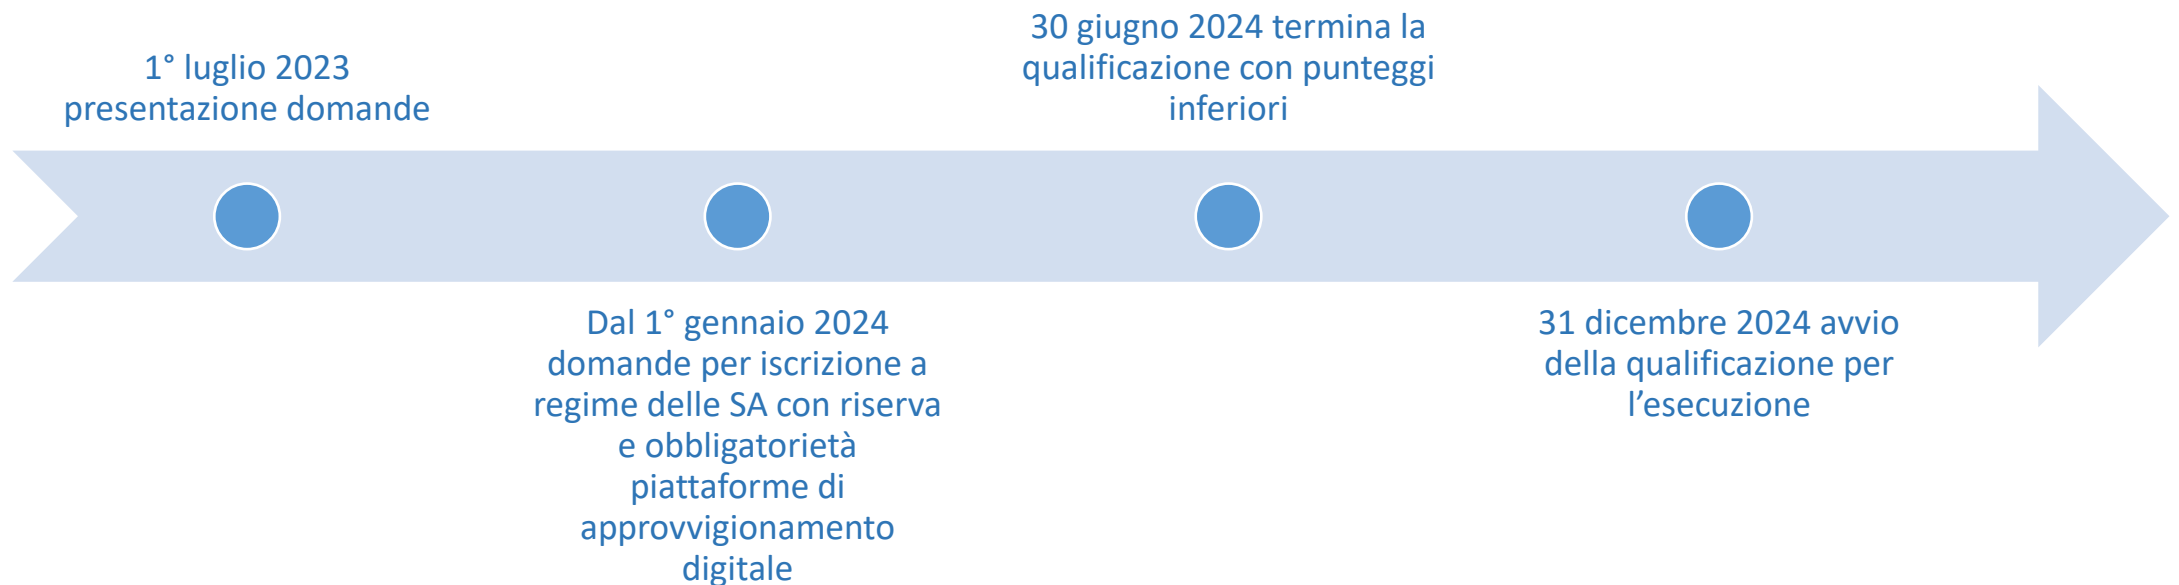 1° luglio 2023
presentazione domande
Dal 1° gennaio 2024
domande per iscrizione a
regime delle SA con riserva
e obbligatorietà
piattaforme di
approvvigionamento
digitale
30 giugno 2024 termina la
qualificazione con punteggi
inferiori
31 dicembre 2024 avvio
della qualificazione per
l’esecuzione